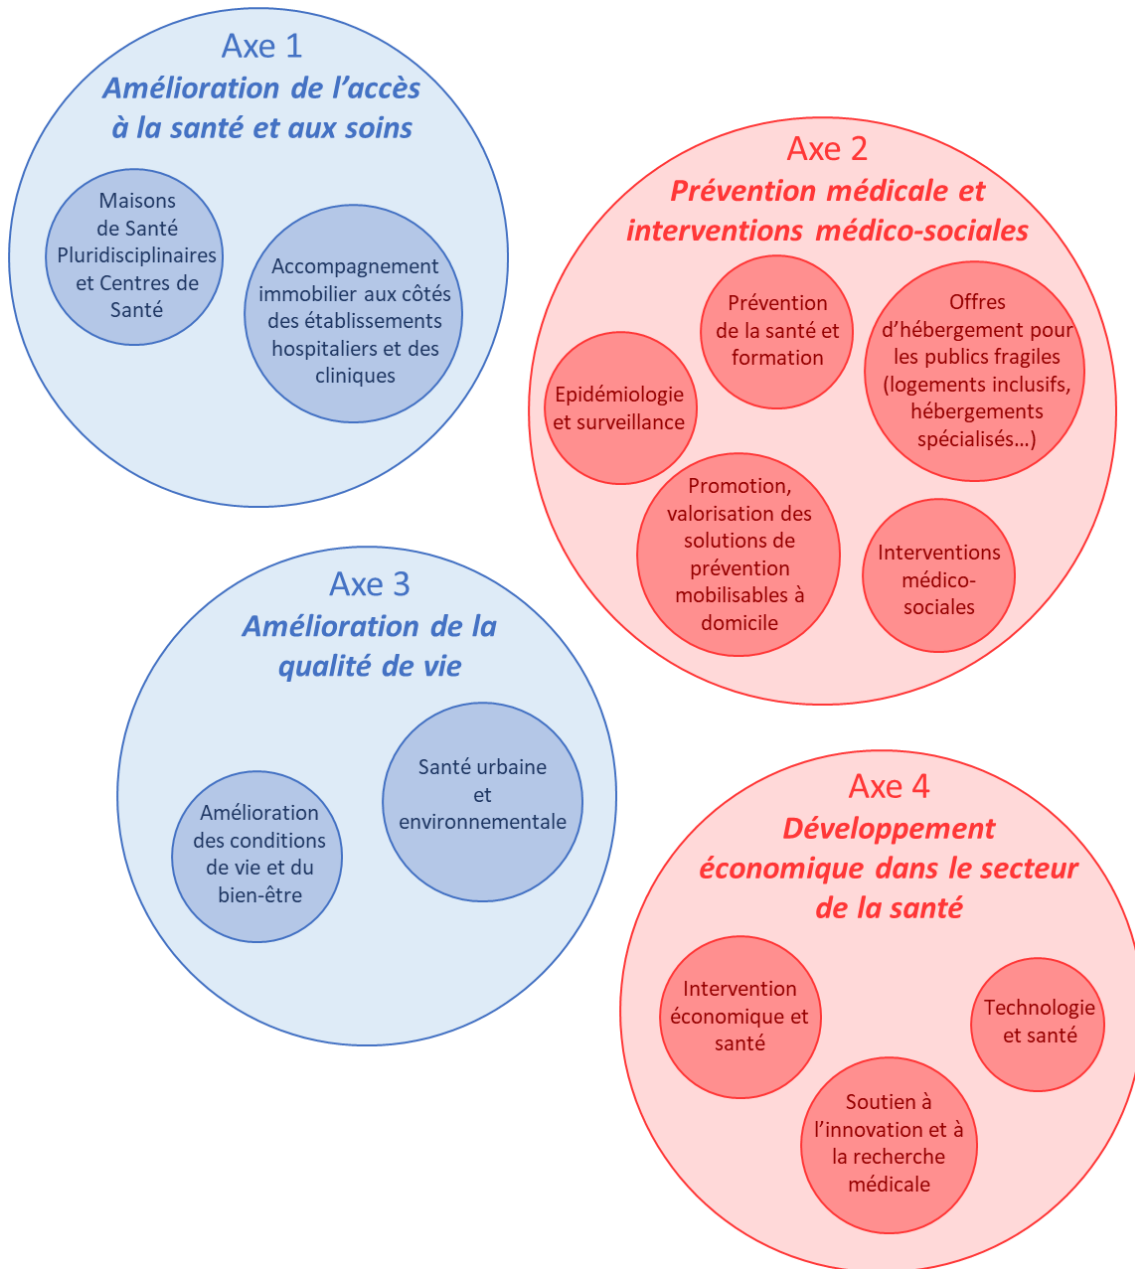 Axe 1
Amélioration de l’accès
à la santé et aux soins
Maisons
de Santé
Pluridisciplinaires
et Centres de
Santé
Accompagnement
immobilier aux côtés
des établissements
hospitaliers et des
cliniques
Axe 2
Prévention médicale et
interventions médico-sociales
Prévention
de la santé et
formation
Offres
d’hébergement pour
les publics fragiles
(logements inclusifs,
hébergements
spécialisés…)
Epidémiologie
et surveillance
Promotion,
valorisation des
solutions de
prévention
mobilisables à
domicile
Interventions
médico-
sociales
Axe 3
Amélioration de la
qualité de vie
Amélioration
des conditions
de vie et du
bien-être
Santé urbaine
et
environnementale
Axe 4
Développement
économique dans le secteur
de la santé
Intervention
économique et
santé
Technologie
et santé
Soutien à
l’innovation et à
la recherche
médicale